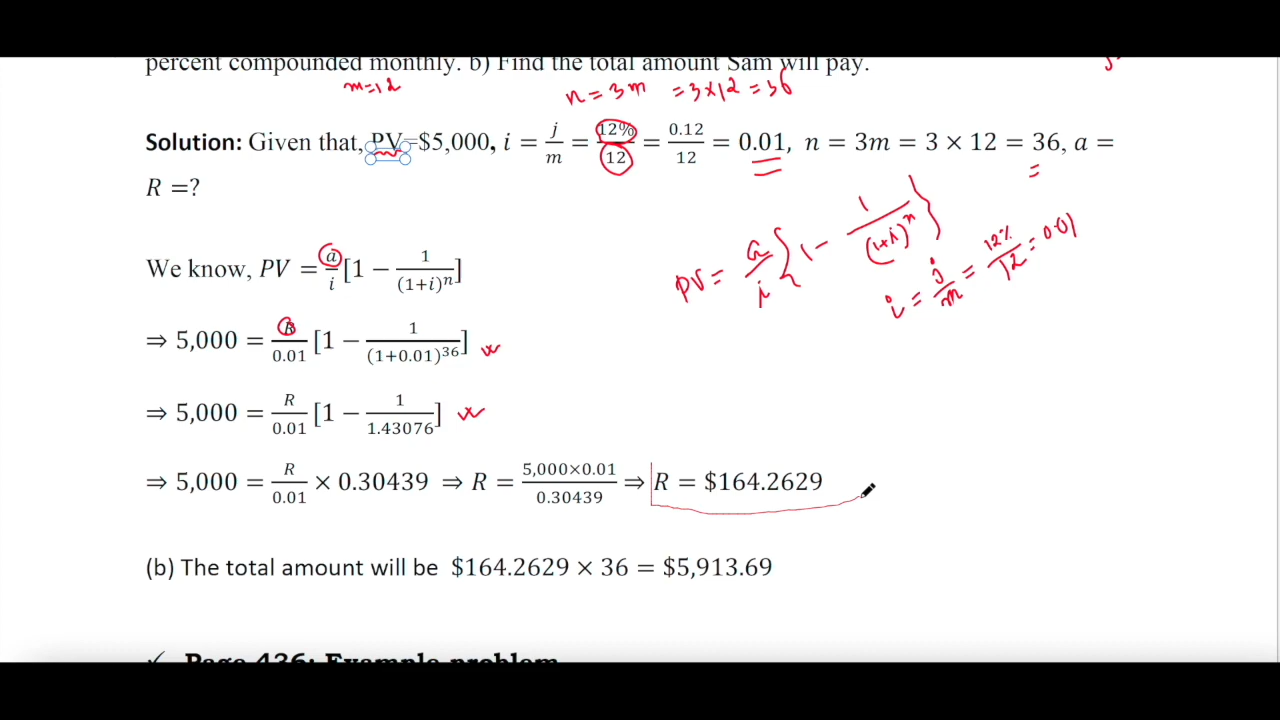 percent compounded monthly. b) Find the total amount Sam will pay.
m=12
n = 3m = 3×12 = 36
Solution: Given that, PV=$5,000, i = j/m = 12%/12 = 0.12/12 = 0.01, n = 3m = 3 × 12 = 36, a =
R =?
PV = a/i {1 − 1/(1+i)^n}
i = j/m = 12%/12 = 0.01
We know, PV = a/i [1 − 1/(1+i)^n]
⇒ 5,000 = R/0.01 [1 − 1/(1+0.01)^36]
⇒ 5,000 = R/0.01 [1 − 1/1.43076]
⇒ 5,000 = R/0.01 × 0.30439 ⇒ R = 5,000×0.01/0.30439 ⇒ R = $164.2629
(b) The total amount will be $164.2629 × 36 = $5,913.69
✓ Page 436: Example problem